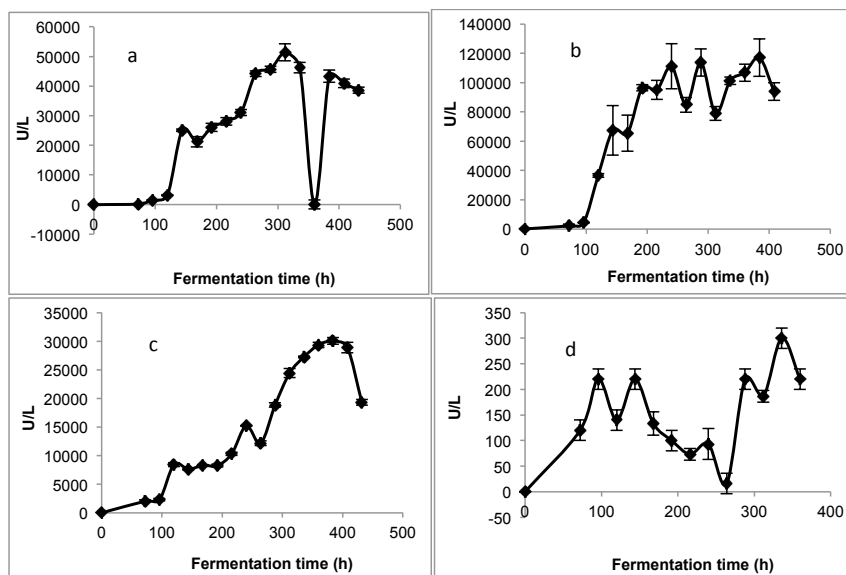 a
60000
50000
40000
30000
20000
10000
0
-10000
U/L
0 100 200 300 400 500
Fermentation time (h)
b
140000
120000
100000
80000
60000
40000
20000
0
U/L
0 100 200 300 400 500
Fermentation time (h)
c
35000
30000
25000
20000
15000
10000
5000
0
U/L
0 100 200 300 400 500
Fermentation time (h)
d
350
300
250
200
150
100
50
0
-50
U/L
0 100 200 300 400
Fermentation time (h)